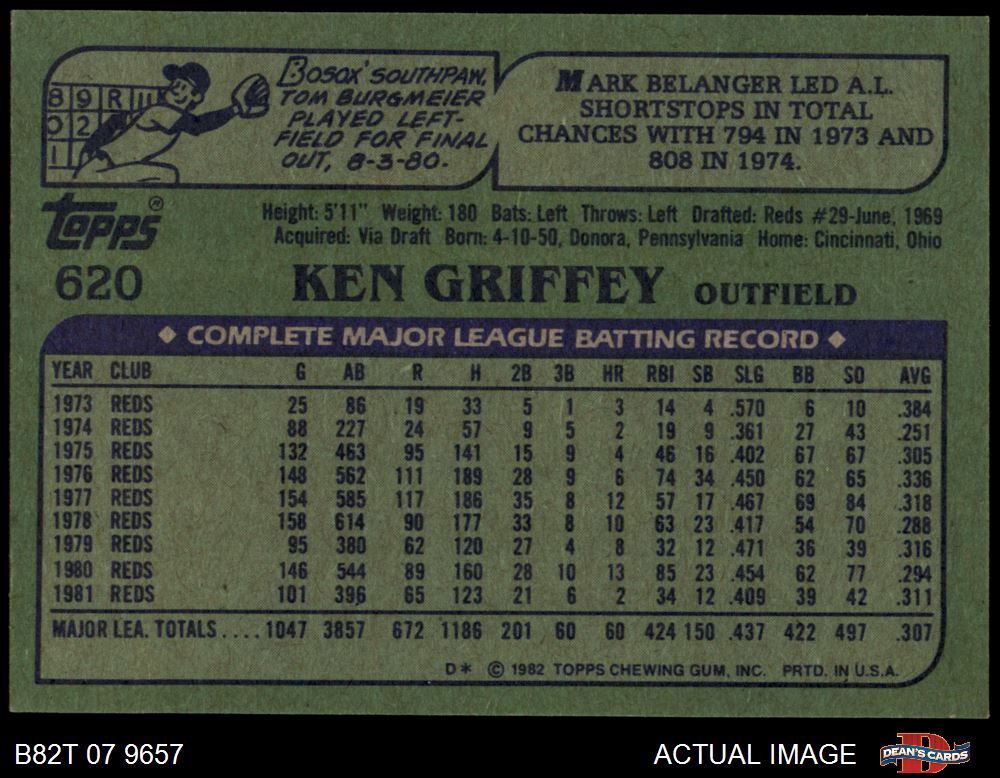 8 9 R
0 2
1
BOSOX' SOUTHPAW,
TOM BURGMEIER
PLAYED LEFT-
FIELD FOR FINAL
OUT, 8-3-80.
MARK BELANGER LED A.L.
SHORTSTOPS IN TOTAL
CHANCES WITH 794 IN 1973 AND
808 IN 1974.
Topps®
Height: 5'11" Weight: 180 Bats: Left Throws: Left Drafted: Reds #29-June, 1969
Acquired: Via Draft Born: 4-10-50, Donora, Pennsylvania Home: Cincinnati, Ohio
620 KEN GRIFFEY OUTFIELD
◆ COMPLETE MAJOR LEAGUE BATTING RECORD ◆
YEAR CLUB G AB R H 2B 3B HR RBI SB SLG BB SO AVG
1973 REDS 25 86 19 33 5 1 3 14 4 .570 6 10 .384
1974 REDS 88 227 24 57 9 5 2 19 9 .361 27 43 .251
1975 REDS 132 463 95 141 15 9 4 46 16 .402 67 67 .305
1976 REDS 148 562 111 189 28 9 6 74 34 .450 62 65 .336
1977 REDS 154 585 117 186 35 8 12 57 17 .467 69 84 .318
1978 REDS 158 614 90 177 33 8 10 63 23 .417 54 70 .288
1979 REDS 95 380 62 120 27 4 8 32 12 .471 36 39 .316
1980 REDS 146 544 89 160 28 10 13 85 23 .454 62 77 .294
1981 REDS 101 396 65 123 21 6 2 34 12 .409 39 42 .311
MAJOR LEA. TOTALS....1047 3857 672 1186 201 60 60 424 150 .437 422 497 .307
D* © 1982 TOPPS CHEWING GUM, INC. PRTD. IN U.S.A.
B82T 07 9657 ACTUAL IMAGE DEAN'S CARDS